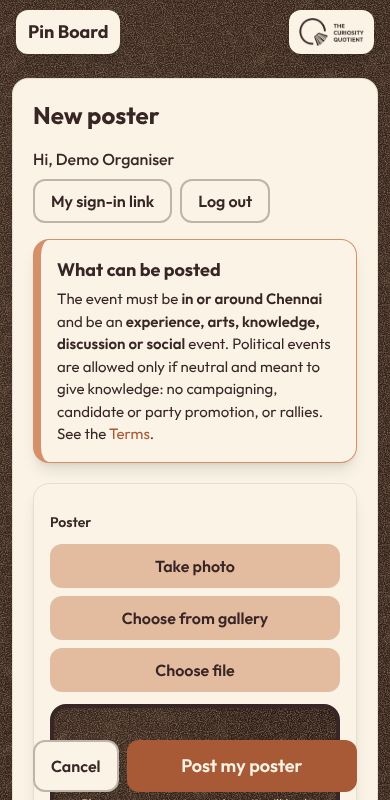 Pin Board
THE
CURIOSITY
QUOTIENT
New poster
Hi, Demo Organiser
My sign-in link
Log out
What can be posted
The event must be in or around Chennai
and be an experience, arts, knowledge,
discussion or social event. Political events
are allowed only if neutral and meant to
give knowledge: no campaigning,
candidate or party promotion, or rallies.
See the Terms.
Poster
Take photo
Choose from gallery
Choose file
Cancel
Post my poster